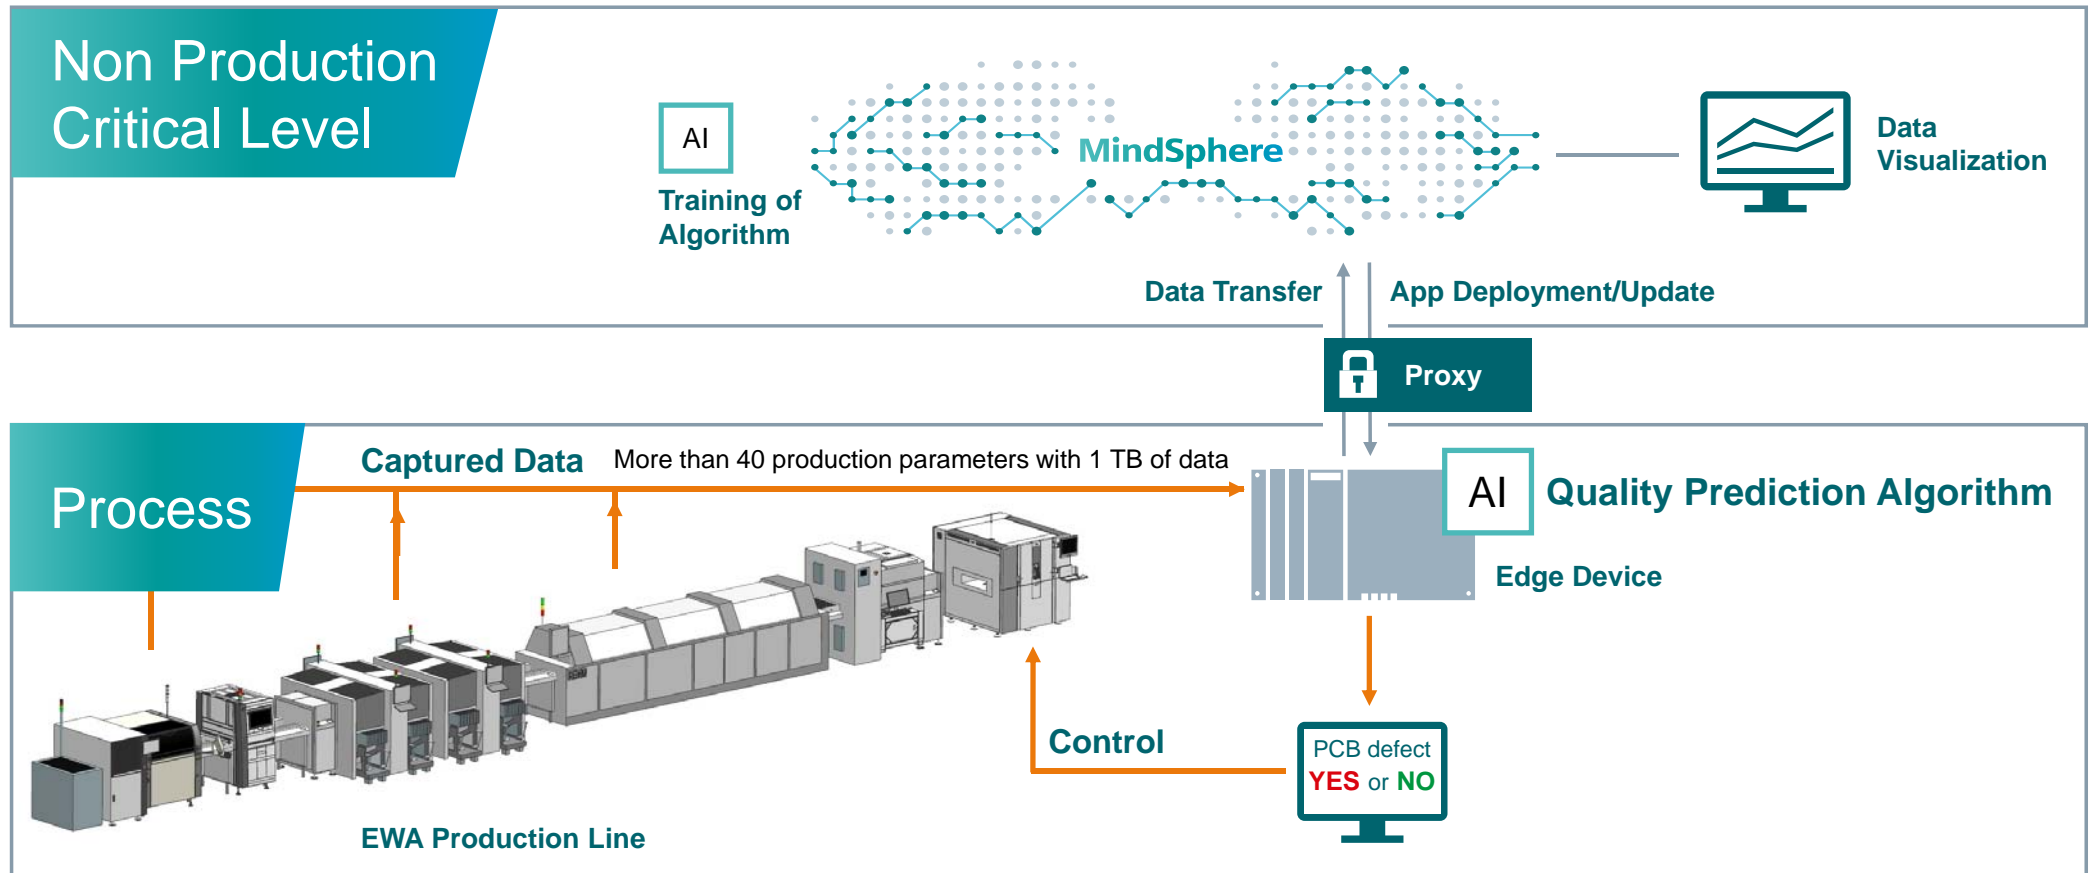 Non Production
Critical Level
AI
Training of
Algorithm
MindSphere
Data
Visualization
Data Transfer
App Deployment/Update
Proxy
Process
Captured Data
More than 40 production parameters with 1 TB of data
AI
Quality Prediction Algorithm
Edge Device
Control
PCB defect
YES or NO
EWA Production Line